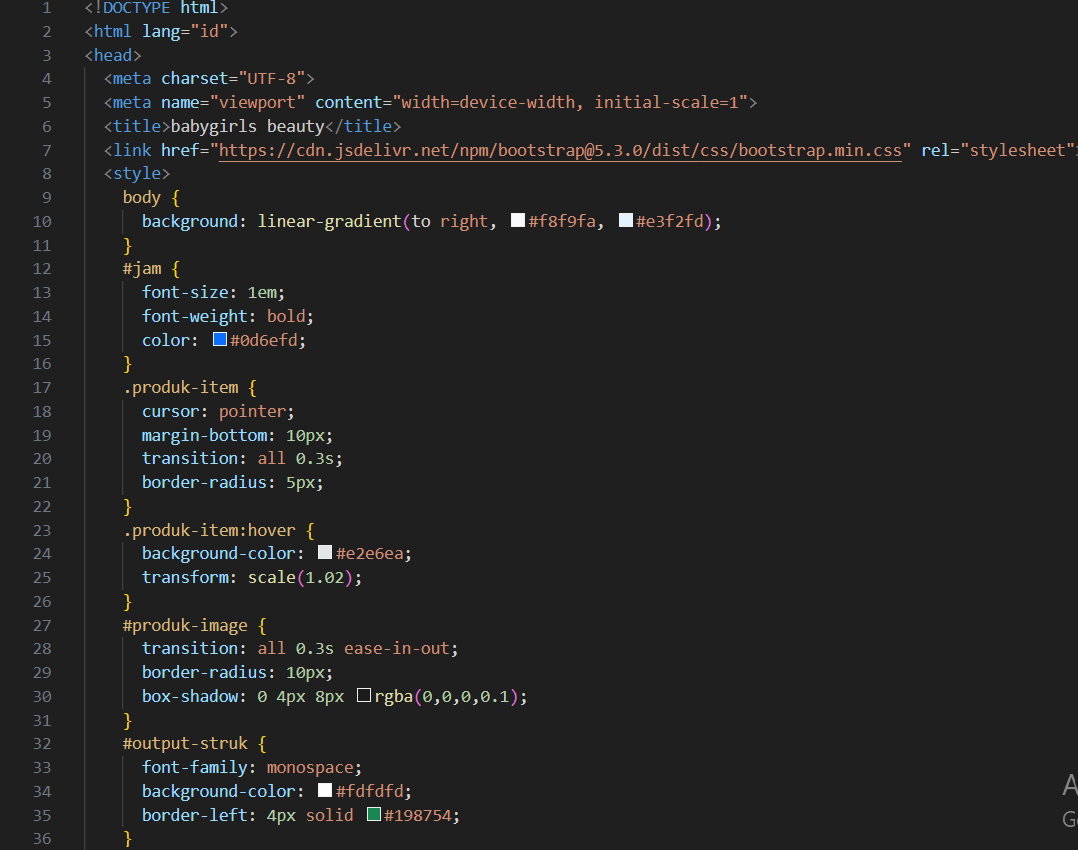 1 <!DOCTYPE html>
2 <html lang="id">
3 <head>
4 <meta charset="UTF-8">
5 <meta name="viewport" content="width=device-width, initial-scale=1">
6 <title>babygirls beauty</title>
7 <link href="https://cdn.jsdelivr.net/npm/bootstrap@5.3.0/dist/css/bootstrap.min.css" rel="stylesheet">
8 <style>
9 body {
10 background: linear-gradient(to right, #f8f9fa, #e3f2fd);
11 }
12 #jam {
13 font-size: 1em;
14 font-weight: bold;
15 color: #0d6efd;
16 }
17 .produk-item {
18 cursor: pointer;
19 margin-bottom: 10px;
20 transition: all 0.3s;
21 border-radius: 5px;
22 }
23 .produk-item:hover {
24 background-color: #e2e6ea;
25 transform: scale(1.02);
26 }
27 #produk-image {
28 transition: all 0.3s ease-in-out;
29 border-radius: 10px;
30 box-shadow: 0 4px 8px rgba(0,0,0,0.1);
31 }
32 #output-struk {
33 font-family: monospace;
34 background-color: #fdfdfd;
35 border-left: 4px solid #198754;
36 }